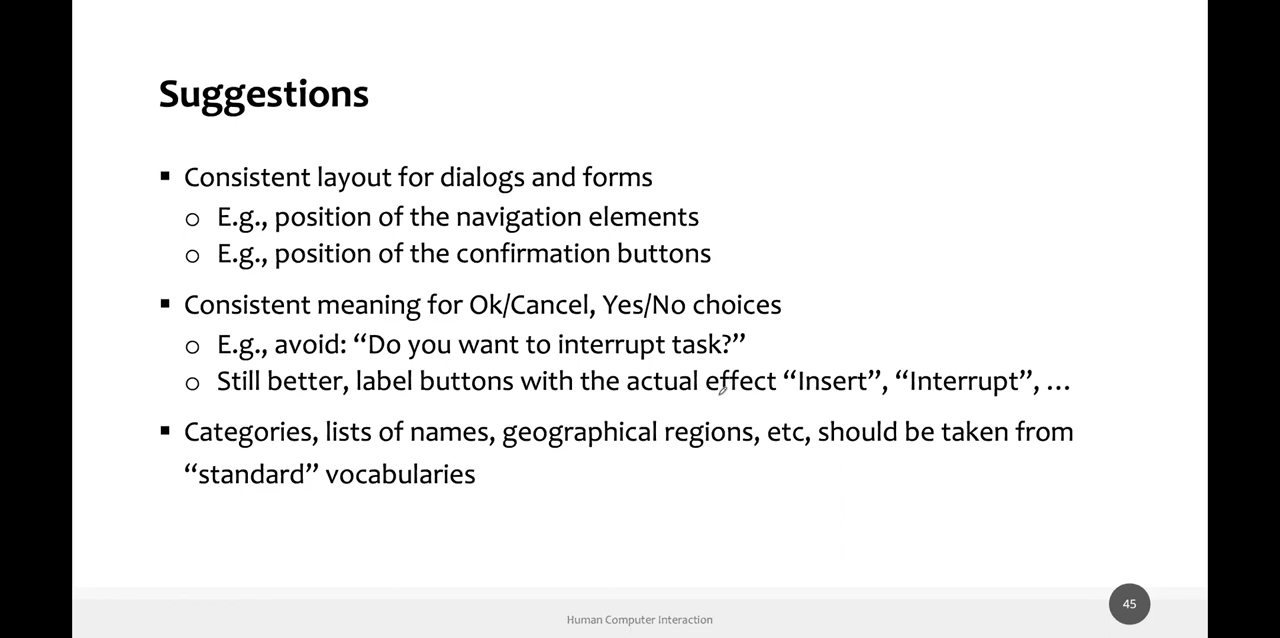 Suggestions
▪ Consistent layout for dialogs and forms
o E.g., position of the navigation elements
o E.g., position of the confirmation buttons
▪ Consistent meaning for Ok/Cancel, Yes/No choices
o E.g., avoid: “Do you want to interrupt task?”
o Still better, label buttons with the actual effect “Insert”, “Interrupt”, …
▪ Categories, lists of names, geographical regions, etc, should be taken from
“standard” vocabularies
Human Computer Interaction
45